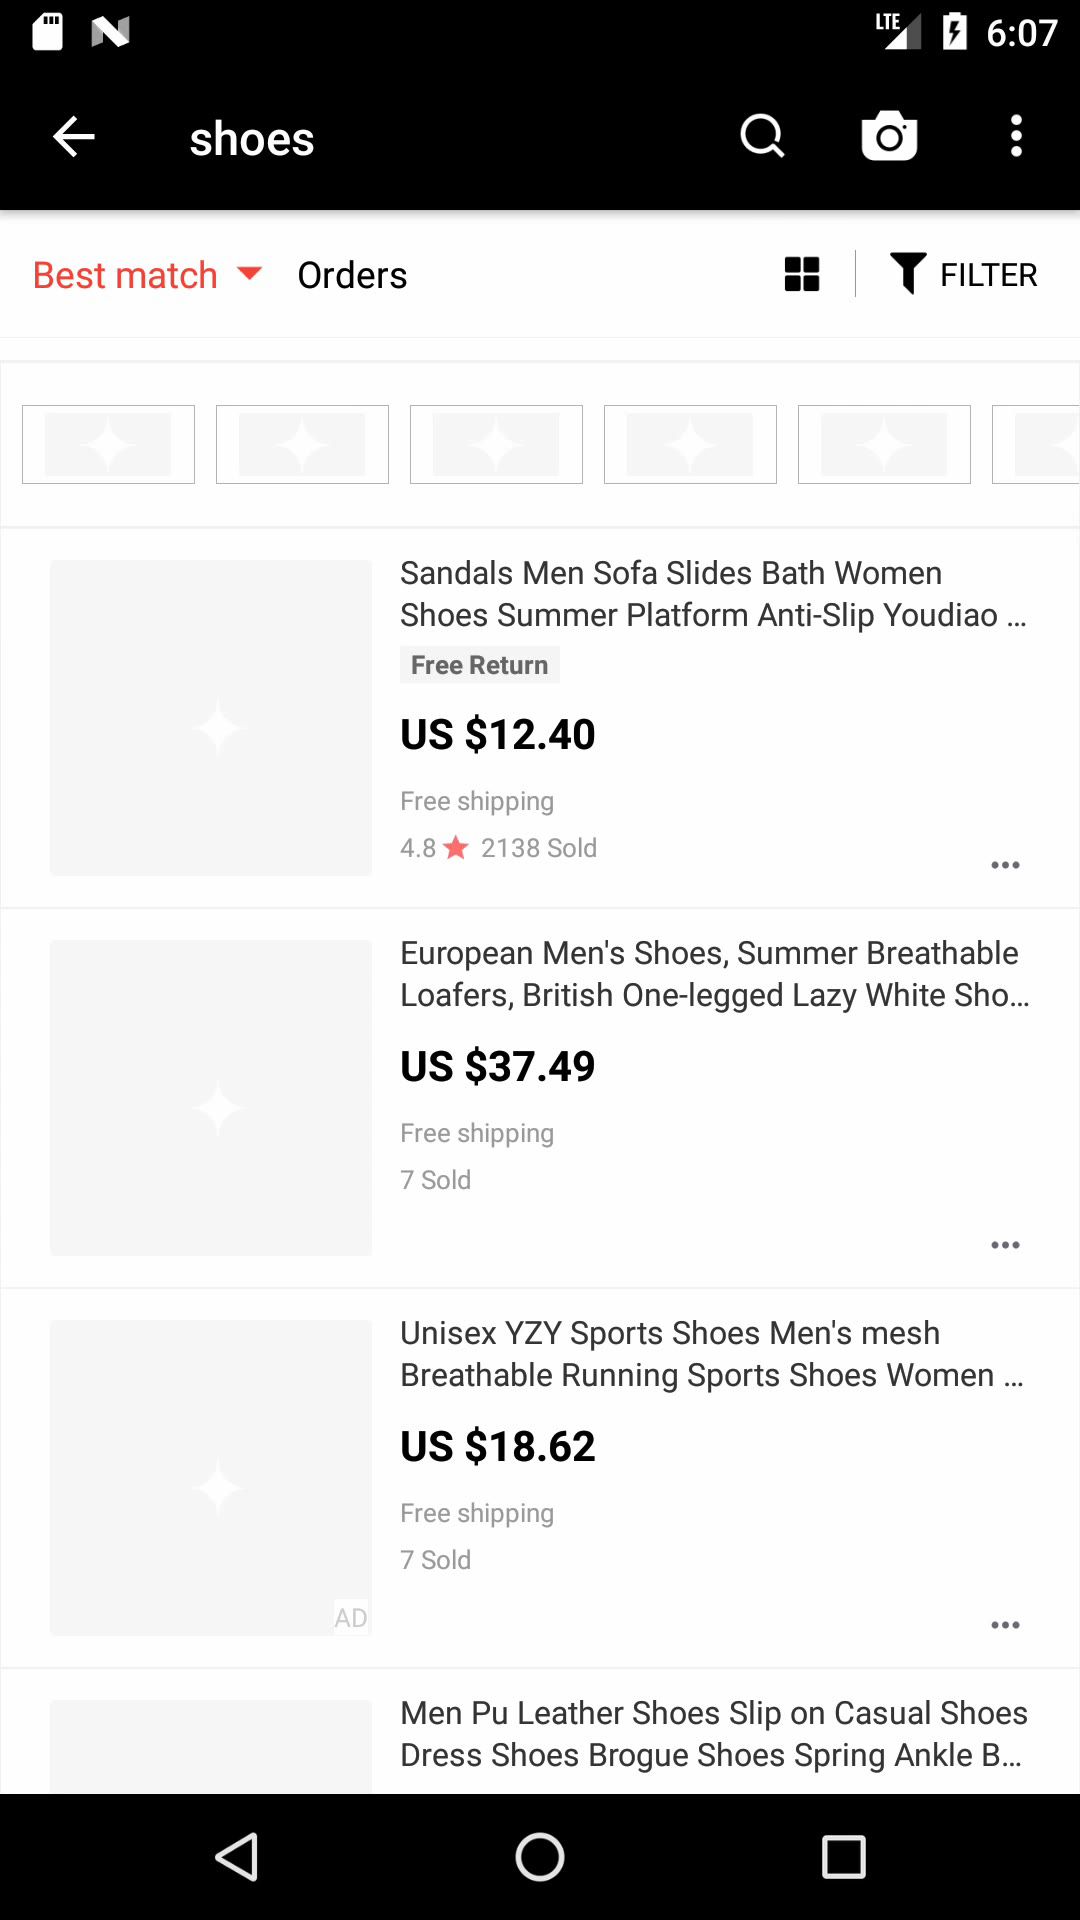 LTE 6:07
shoes
Best match Orders FILTER
Sandals Men Sofa Slides Bath Women
Shoes Summer Platform Anti-Slip Youdiao ...
Free Return
US $12.40
Free shipping
4.8 2138 Sold
European Men's Shoes, Summer Breathable
Loafers, British One-legged Lazy White Sho...
US $37.49
Free shipping
7 Sold
Unisex YZY Sports Shoes Men's mesh
Breathable Running Sports Shoes Women ...
US $18.62
Free shipping
7 Sold
AD
Men Pu Leather Shoes Slip on Casual Shoes
Dress Shoes Brogue Shoes Spring Ankle B...